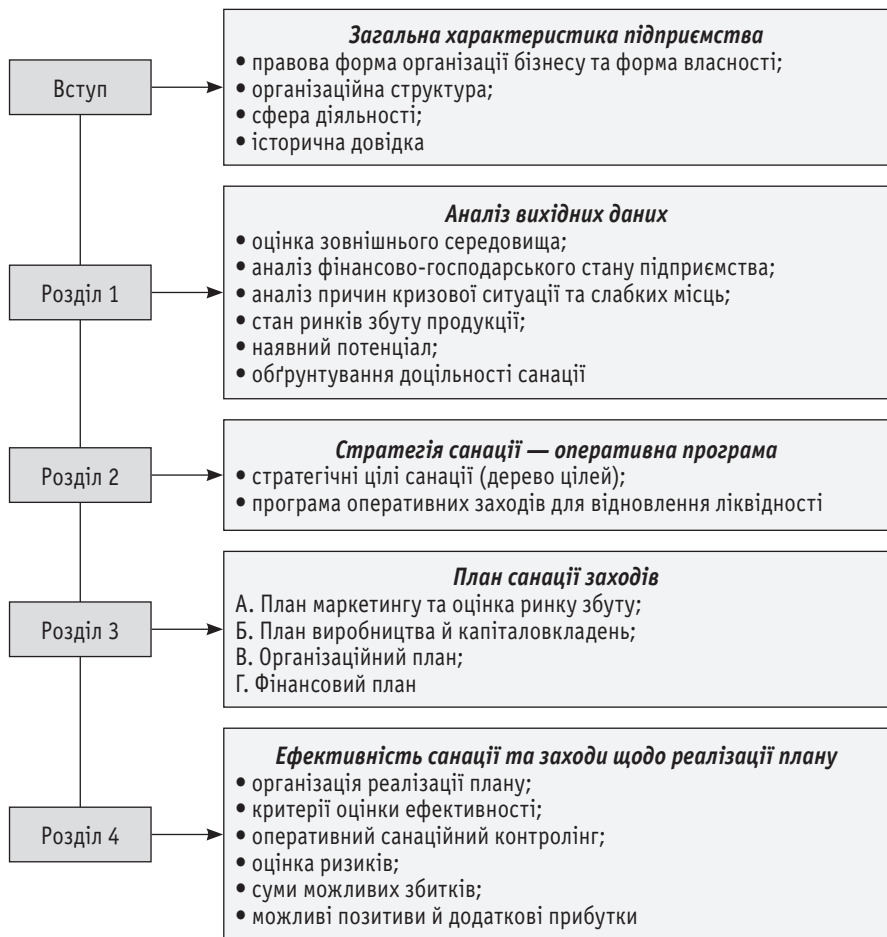 Вступ
Загальна характеристика підприємства
• правова форма організації бізнесу та форма власності;
• організаційна структура;
• сфера діяльності;
• історична довідка
Розділ 1
Аналіз вихідних даних
• оцінка зовнішнього середовища;
• аналіз фінансово-господарського стану підприємства;
• аналіз причин кризової ситуації та слабких місць;
• стан ринків збуту продукції;
• наявний потенціал;
• обґрунтування доцільності санації
Розділ 2
Стратегія санації — оперативна програма
• стратегічні цілі санації (дерево цілей);
• програма оперативних заходів для відновлення ліквідності
Розділ 3
План санації заходів
А. План маркетингу та оцінка ринку збуту;
Б. План виробництва й капіталовкладень;
В. Організаційний план;
Г. Фінансовий план
Розділ 4
Ефективність санації та заходи щодо реалізації плану
• організація реалізації плану;
• критерії оцінки ефективності;
• оперативний санаційний контролінг;
• оцінка ризиків;
• суми можливих збитків;
• можливі позитиви й додаткові прибутки